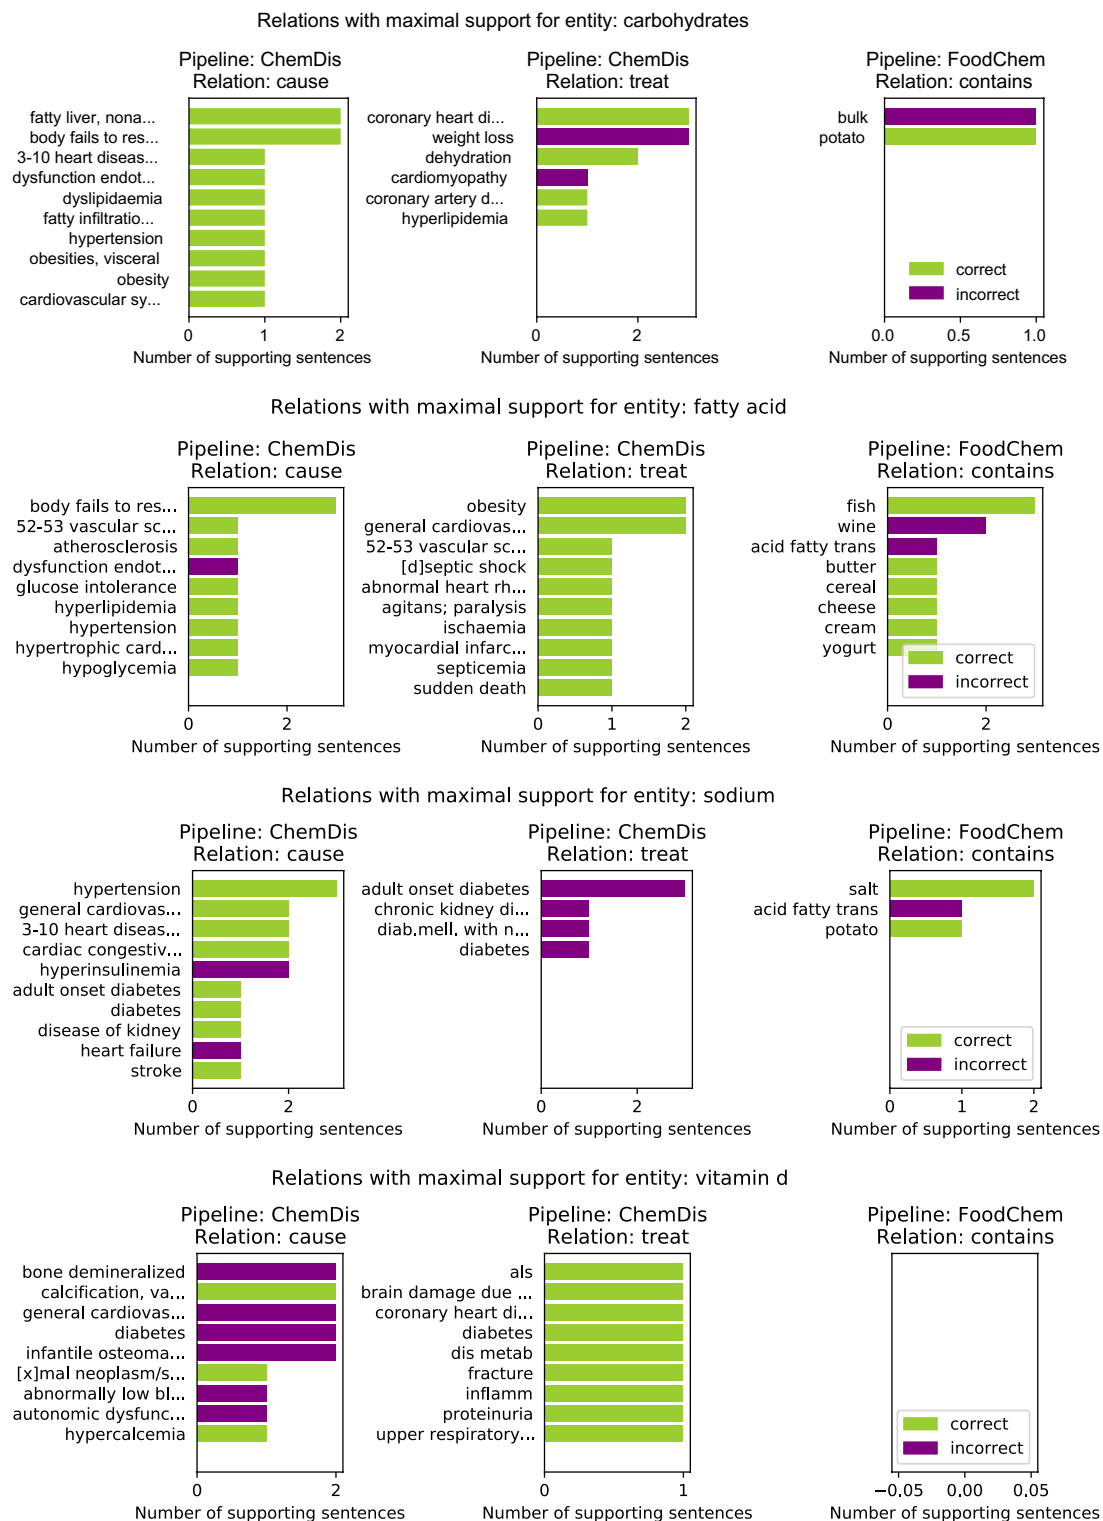 Relations with maximal support for entity: carbohydrates
Pipeline: ChemDis
Relation: cause
fatty liver, nona...
body fails to res...
3-10 heart diseas...
dysfunction endot...
dyslipidaemia
fatty infiltratio...
hypertension
obesities, visceral
obesity
cardiovascular sy...
0 1 2
Number of supporting sentences
Pipeline: ChemDis
Relation: treat
coronary heart di...
weight loss
dehydration
cardiomyopathy
coronary artery d...
hyperlipidemia
0 2
Number of supporting sentences
Pipeline: FoodChem
Relation: contains
bulk
potato
correct
incorrect
0.0 0.5 1.0
Number of supporting sentences
Relations with maximal support for entity: fatty acid
Pipeline: ChemDis
Relation: cause
body fails to res...
52-53 vascular sc...
atherosclerosis
dysfunction endot...
glucose intolerance
hyperlipidemia
hypertension
hypertrophic card...
hypoglycemia
0 2
Number of supporting sentences
Pipeline: ChemDis
Relation: treat
obesity
general cardiovas...
52-53 vascular sc...
[d]septic shock
abnormal heart rh...
agitans; paralysis
ischaemia
myocardial infarc...
septicemia
sudden death
0 1 2
Number of supporting sentences
Pipeline: FoodChem
Relation: contains
fish
wine
acid fatty trans
butter
cereal
cheese
cream
yogurt
correct
incorrect
0 2
Number of supporting sentences
Relations with maximal support for entity: sodium
Pipeline: ChemDis
Relation: cause
hypertension
general cardiovas...
3-10 heart diseas...
cardiac congestiv...
hyperinsulinemia
adult onset diabetes
diabetes
disease of kidney
heart failure
stroke
0 2
Number of supporting sentences
Pipeline: ChemDis
Relation: treat
adult onset diabetes
chronic kidney di...
diab.mell. with n...
diabetes
0 2
Number of supporting sentences
Pipeline: FoodChem
Relation: contains
salt
acid fatty trans
potato
correct
incorrect
0 1 2
Number of supporting sentences
Relations with maximal support for entity: vitamin d
Pipeline: ChemDis
Relation: cause
bone demineralized
calcification, va...
general cardiovas...
diabetes
infantile osteoma...
[x]mal neoplasm/s...
abnormally low bl...
autonomic dysfunc...
hypercalcemia
0 2
Number of supporting sentences
Pipeline: ChemDis
Relation: treat
als
brain damage due ...
coronary heart di...
diabetes
dis metab
fracture
inflamm
proteinuria
upper respiratory...
0 1
Number of supporting sentences
Pipeline: FoodChem
Relation: contains
correct
incorrect
−0.05 0.00 0.05
Number of supporting sentences